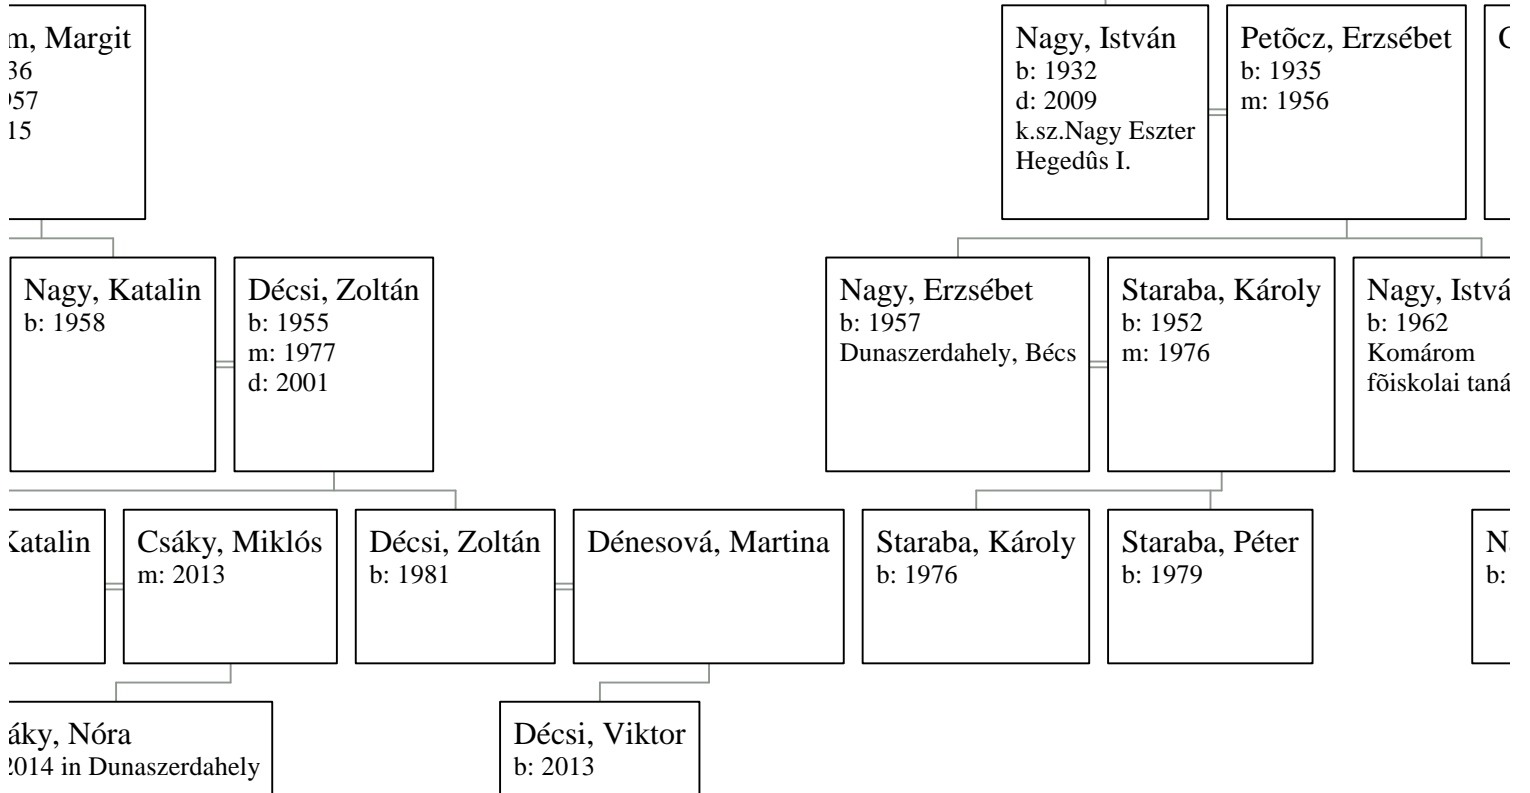 m, Margit
36
957
15
Nagy, István
b: 1932
d: 2009
k.sz.Nagy Eszter
Hegedûs I.
Petõcz, Erzsébet
b: 1935
m: 1956
Nagy, Katalin
b: 1958
Décsi, Zoltán
b: 1955
m: 1977
d: 2001
Nagy, Erzsébet
b: 1957
Dunaszerdahely, Bécs
Staraba, Károly
b: 1952
m: 1976
Nagy, Istvá
b: 1962
Komárom
fõiskolai taná
Katalin
Csáky, Miklós
m: 2013
Décsi, Zoltán
b: 1981
Dénesová, Martina
Staraba, Károly
b: 1976
Staraba, Péter
b: 1979
N
b:
áky, Nóra
2014 in Dunaszerdahely
Décsi, Viktor
b: 2013